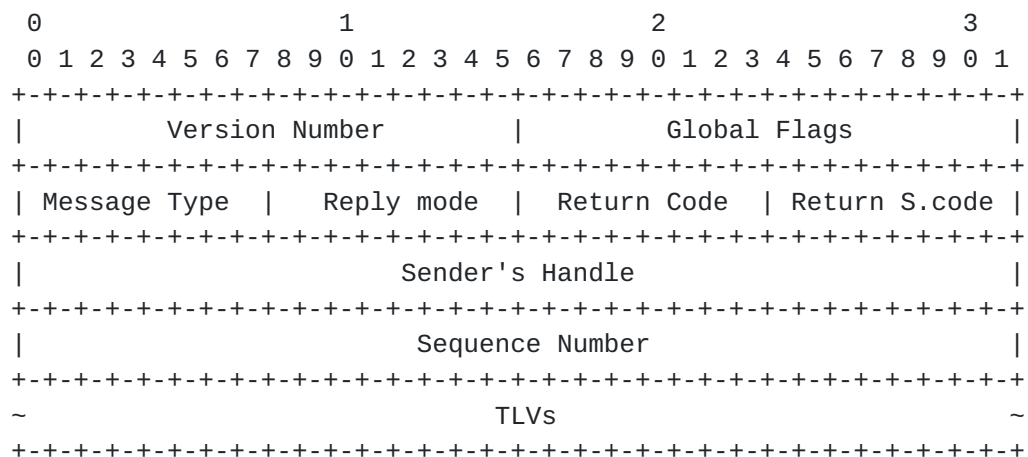 0                   1                   2                   3
 0 1 2 3 4 5 6 7 8 9 0 1 2 3 4 5 6 7 8 9 0 1 2 3 4 5 6 7 8 9 0 1
+-+-+-+-+-+-+-+-+-+-+-+-+-+-+-+-+-+-+-+-+-+-+-+-+-+-+-+-+-+-+-+-+
|         Version Number        |         Global Flags          |
+-+-+-+-+-+-+-+-+-+-+-+-+-+-+-+-+-+-+-+-+-+-+-+-+-+-+-+-+-+-+-+-+
| Message Type  |   Reply mode  |  Return Code  | Return S.code |
+-+-+-+-+-+-+-+-+-+-+-+-+-+-+-+-+-+-+-+-+-+-+-+-+-+-+-+-+-+-+-+-+
|                        Sender's Handle                        |
+-+-+-+-+-+-+-+-+-+-+-+-+-+-+-+-+-+-+-+-+-+-+-+-+-+-+-+-+-+-+-+-+
|                         Sequence Number                       |
+-+-+-+-+-+-+-+-+-+-+-+-+-+-+-+-+-+-+-+-+-+-+-+-+-+-+-+-+-+-+-+-+
~                              TLVs                             ~
+-+-+-+-+-+-+-+-+-+-+-+-+-+-+-+-+-+-+-+-+-+-+-+-+-+-+-+-+-+-+-+-+